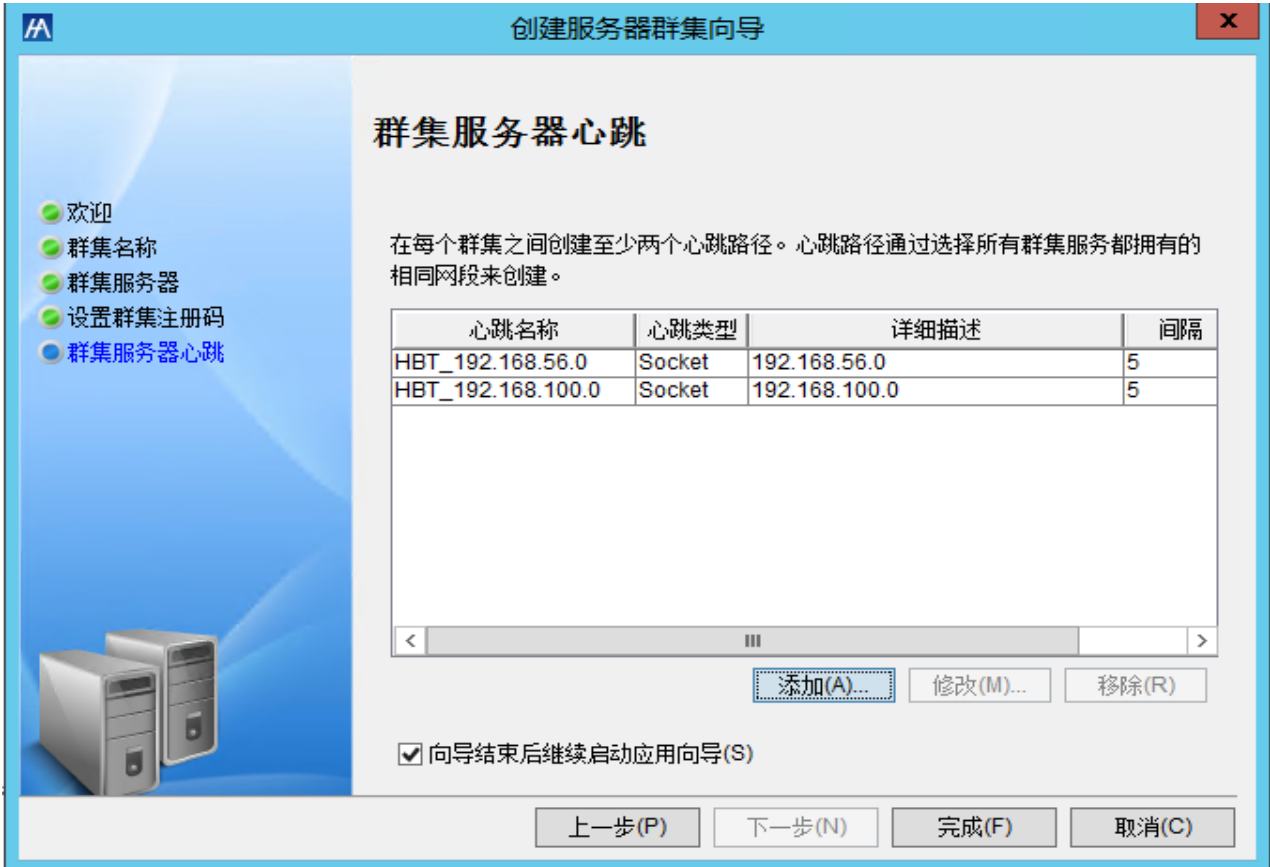 创建服务器群集向导
x
群集服务器心跳
欢迎
群集名称
群集服务器
设置群集注册码
群集服务器心跳
在每个群集之间创建至少两个心跳路径。心跳路径通过选择所有群集服务都拥有的
相同网段来创建。
心跳名称 心跳类型 详细描述 间隔
HBT_192.168.56.0 Socket 192.168.56.0 5
HBT_192.168.100.0 Socket 192.168.100.0 5
添加(A)... 修改(M)... 移除(R)
向导结束后继续启动应用向导(S)
上一步(P) 下一步(N) 完成(F) 取消(C)